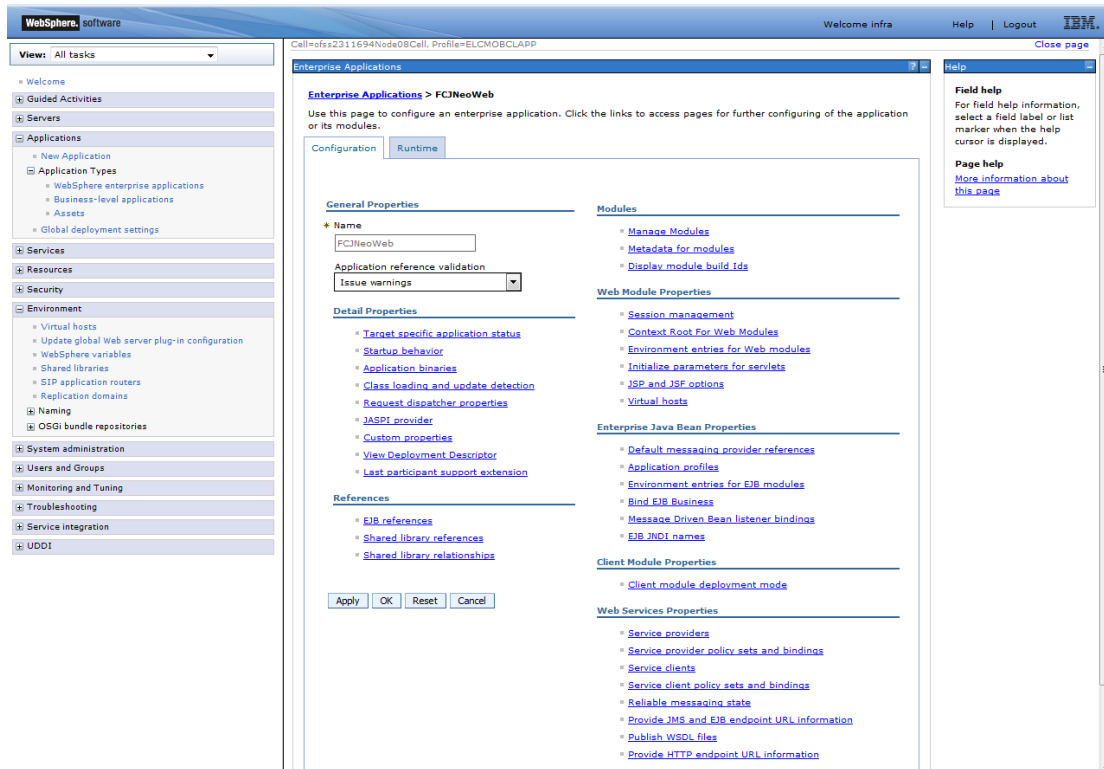 WebSphere. software
Welcome infra
Help | Logout
IBM.
View: All tasks
Welcome
Guided Activities
Servers
Applications
New Application
Application Types
WebSphere enterprise applications
Business-level applications
Assets
Global deployment settings
Services
Resources
Security
Environment
Virtual hosts
Update global Web server plug-in configuration
WebSphere variables
Shared libraries
SIP application routers
Replication domains
Naming
OSGi bundle repositories
System administration
Users and Groups
Monitoring and Tuning
Troubleshooting
Service integration
UDDI
Cell=ofss2311694Node08Cell, Profile=ELCMOBCLAPP
Close page
Enterprise Applications
? –
Enterprise Applications > FCJNeoWeb
Use this page to configure an enterprise application. Click the links to access pages for further configuring of the application
or its modules.
Configuration
Runtime
General Properties
* Name
FCJNeoWeb
Application reference validation
Issue warnings
Detail Properties
Target specific application status
Startup behavior
Application binaries
Class loading and update detection
Request dispatcher properties
JASPI provider
Custom properties
View Deployment Descriptor
Last participant support extension
References
EJB references
Shared library references
Shared library relationships
Apply OK Reset Cancel
Modules
Manage Modules
Metadata for modules
Display module build Ids
Web Module Properties
Session management
Context Root For Web Modules
Environment entries for Web modules
Initialize parameters for servlets
JSP and JSF options
Virtual hosts
Enterprise Java Bean Properties
Default messaging provider references
Application profiles
Environment entries for EJB modules
Bind EJB Business
Message Driven Bean listener bindings
EJB JNDI names
Client Module Properties
Client module deployment mode
Web Services Properties
Service providers
Service provider policy sets and bindings
Service clients
Service client policy sets and bindings
Reliable messaging state
Provide JMS and EJB endpoint URL information
Publish WSDL files
Provide HTTP endpoint URL information
Help
Field help
For field help information,
select a field label or list
marker when the help
cursor is displayed.
Page help
More information about
this page